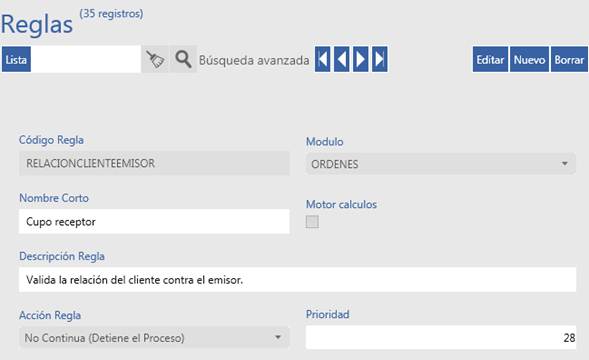 Reglas (35 registros)
Lista Búsqueda avanzada Editar Nuevo Borrar
Código Regla Modulo
RELACIONCLIENTEEMISOR ORDENES
Nombre Corto Motor calculos
Cupo receptor
Descripción Regla
Valida la relación del cliente contra el emisor.
Acción Regla Prioridad
No Continua (Detiene el Proceso) 28